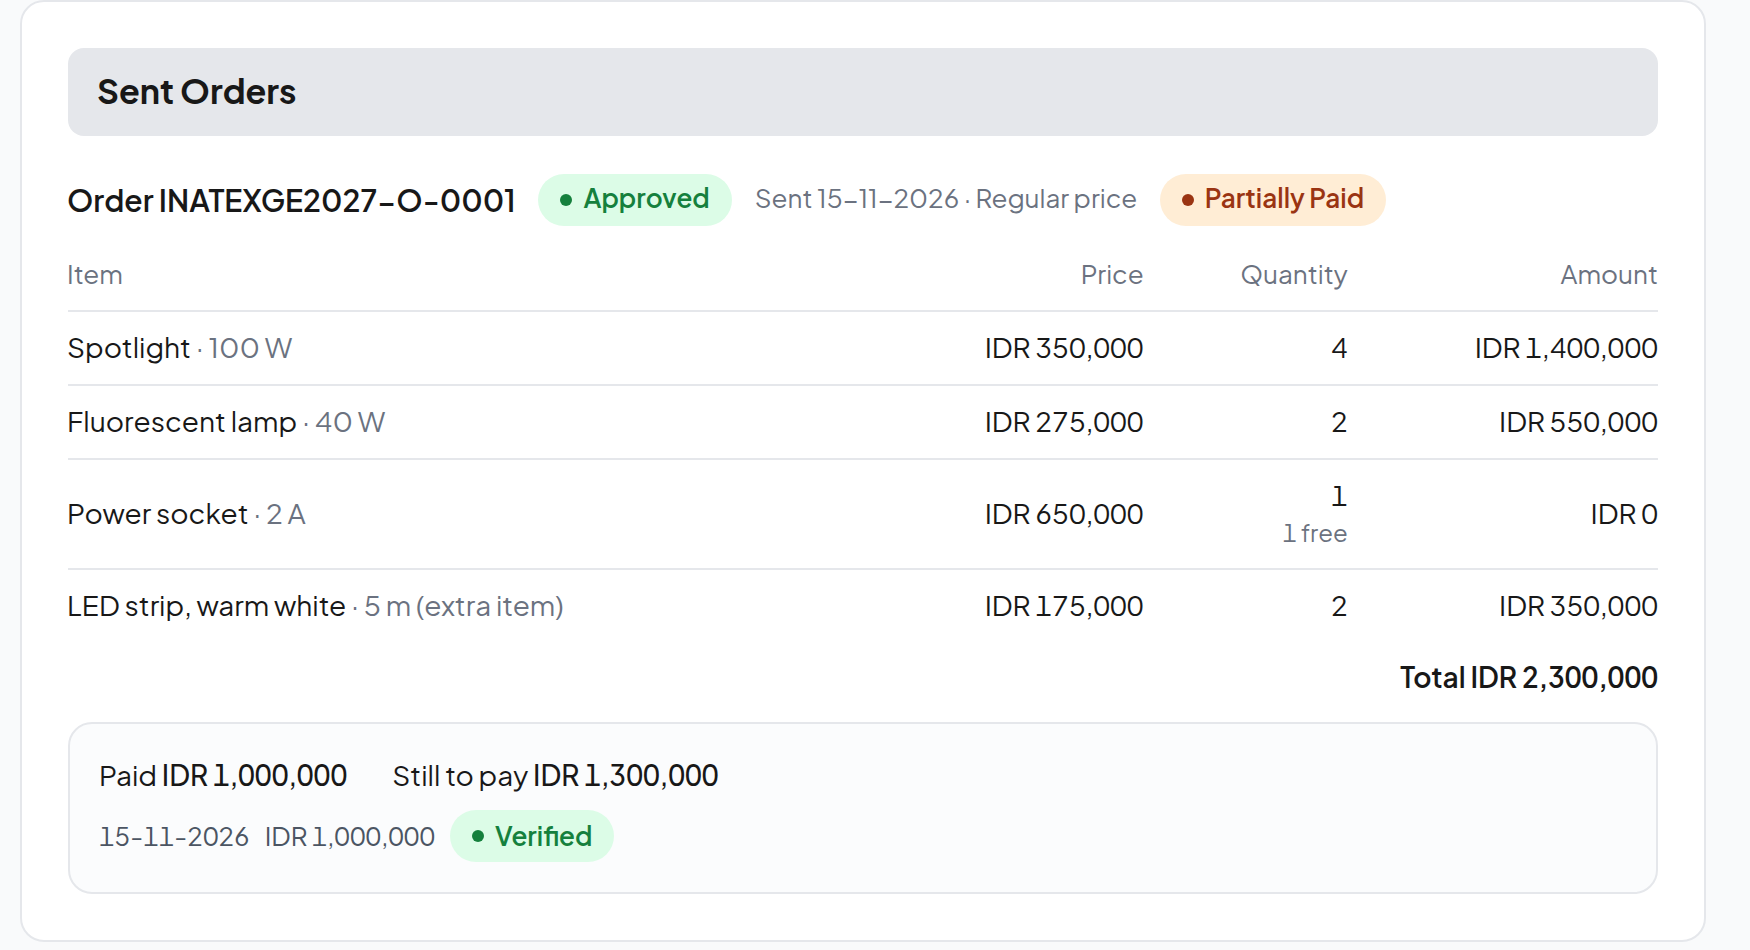 Sent Orders
Order INATEXGE2027-O-0001 Approved Sent 15-11-2026 · Regular price Partially Paid
Item Price Quantity Amount
Spotlight · 100 W IDR 350,000 4 IDR 1,400,000
Fluorescent lamp · 40 W IDR 275,000 2 IDR 550,000
Power socket · 2 A IDR 650,000 1 IDR 0
1 free
LED strip, warm white · 5 m (extra item) IDR 175,000 2 IDR 350,000
Total IDR 2,300,000
Paid IDR 1,000,000 Still to pay IDR 1,300,000
15-11-2026 IDR 1,000,000 Verified